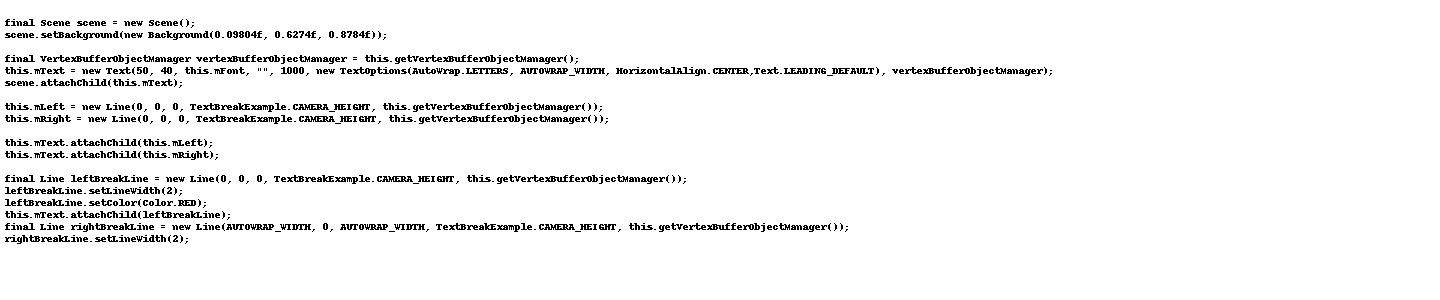 final Scene scene = new Scene();
scene.setBackground(new Background(0.09804f, 0.6274f, 0.8784f));
final VertexBufferObjectManager vertexBufferObjectManager = this.getVertexBufferObjectManager();
this.mText = new Text(50, 40, this.mFont, "", 1000, new TextOptions(AutoWrap.LETTERS, AUTOWRAP_WIDTH, HorizontalAlign.CENTER,Text.LEADING_DEFAULT), vertexBufferObjectManager);
scene.attachChild(this.mText);
this.mLeft = new Line(0, 0, 0, TextBreakExample.CAMERA_HEIGHT, this.getVertexBufferObjectManager());
this.mRight = new Line(0, 0, 0, TextBreakExample.CAMERA_HEIGHT, this.getVertexBufferObjectManager());
this.mText.attachChild(this.mLeft);
this.mText.attachChild(this.mRight);
final Line leftBreakLine = new Line(0, 0, 0, TextBreakExample.CAMERA_HEIGHT, this.getVertexBufferObjectManager());
leftBreakLine.setLineWidth(2);
leftBreakLine.setColor(Color.RED);
this.mText.attachChild(leftBreakLine);
final Line rightBreakLine = new Line(AUTOWRAP_WIDTH, 0, AUTOWRAP_WIDTH, TextBreakExample.CAMERA_HEIGHT, this.getVertexBufferObjectManager());
rightBreakLine.setLineWidth(2);